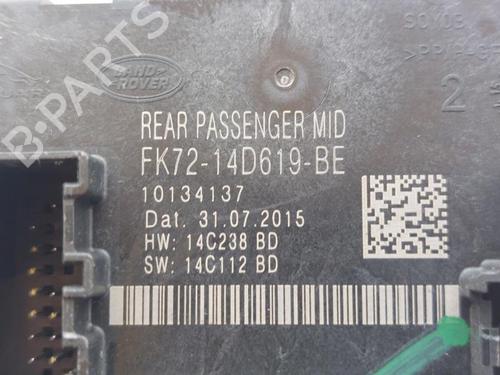 LAND-
ROVER
REAR PASSENGER MID
FK72-14D619-BE
10134137
Dat. 31.07.2015
HW: 14C238 BD
SW: 14C112 BD
2
B-PARTS